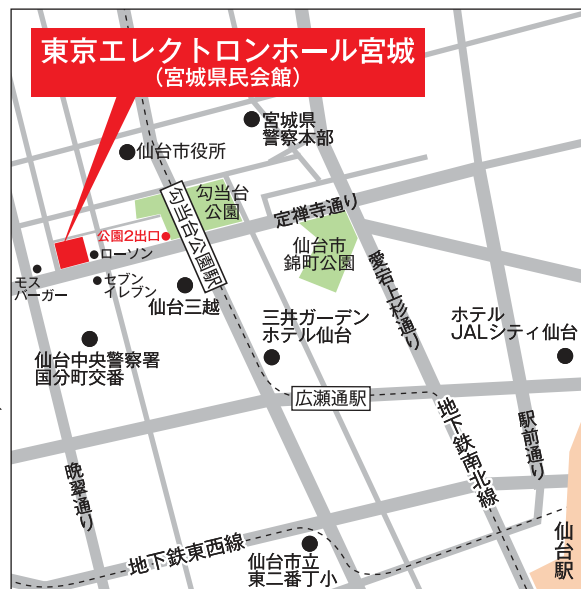 東京エレクトロンホール宮城
（宮城県民会館）
宮城県
警察本部
仙台市役所
勾当台
公園
定禅寺通り
公園2出口
勾当台公園駅
ローソン
仙台市
錦町公園
愛宕上杉通り
モス
バーガー
セブン
イレブン
仙台三越
三井ガーデン
ホテル仙台
ホテル
JALシティ仙台
仙台中央警察署
国分町交番
広瀬通駅
地下鉄南北線
駅前通り
晩翠通り
地下鉄東西線
仙台市立
東二番丁小
仙台駅